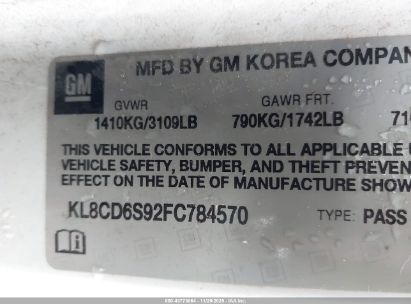 MFD BY GM KOREA COMPAN
GM
GVWR
GAWR FRT.
1410KG/3109LB
790KG/1742LB
710
THIS VEHICLE CONFORMS TO ALL APPLICABLE U
VEHICLE SAFETY, BUMPER, AND THEFT PREVEN
EFFECT ON THE DATE OF MANUFACTURE SHOW
KL8CD6S92FC784570
TYPE: PASS